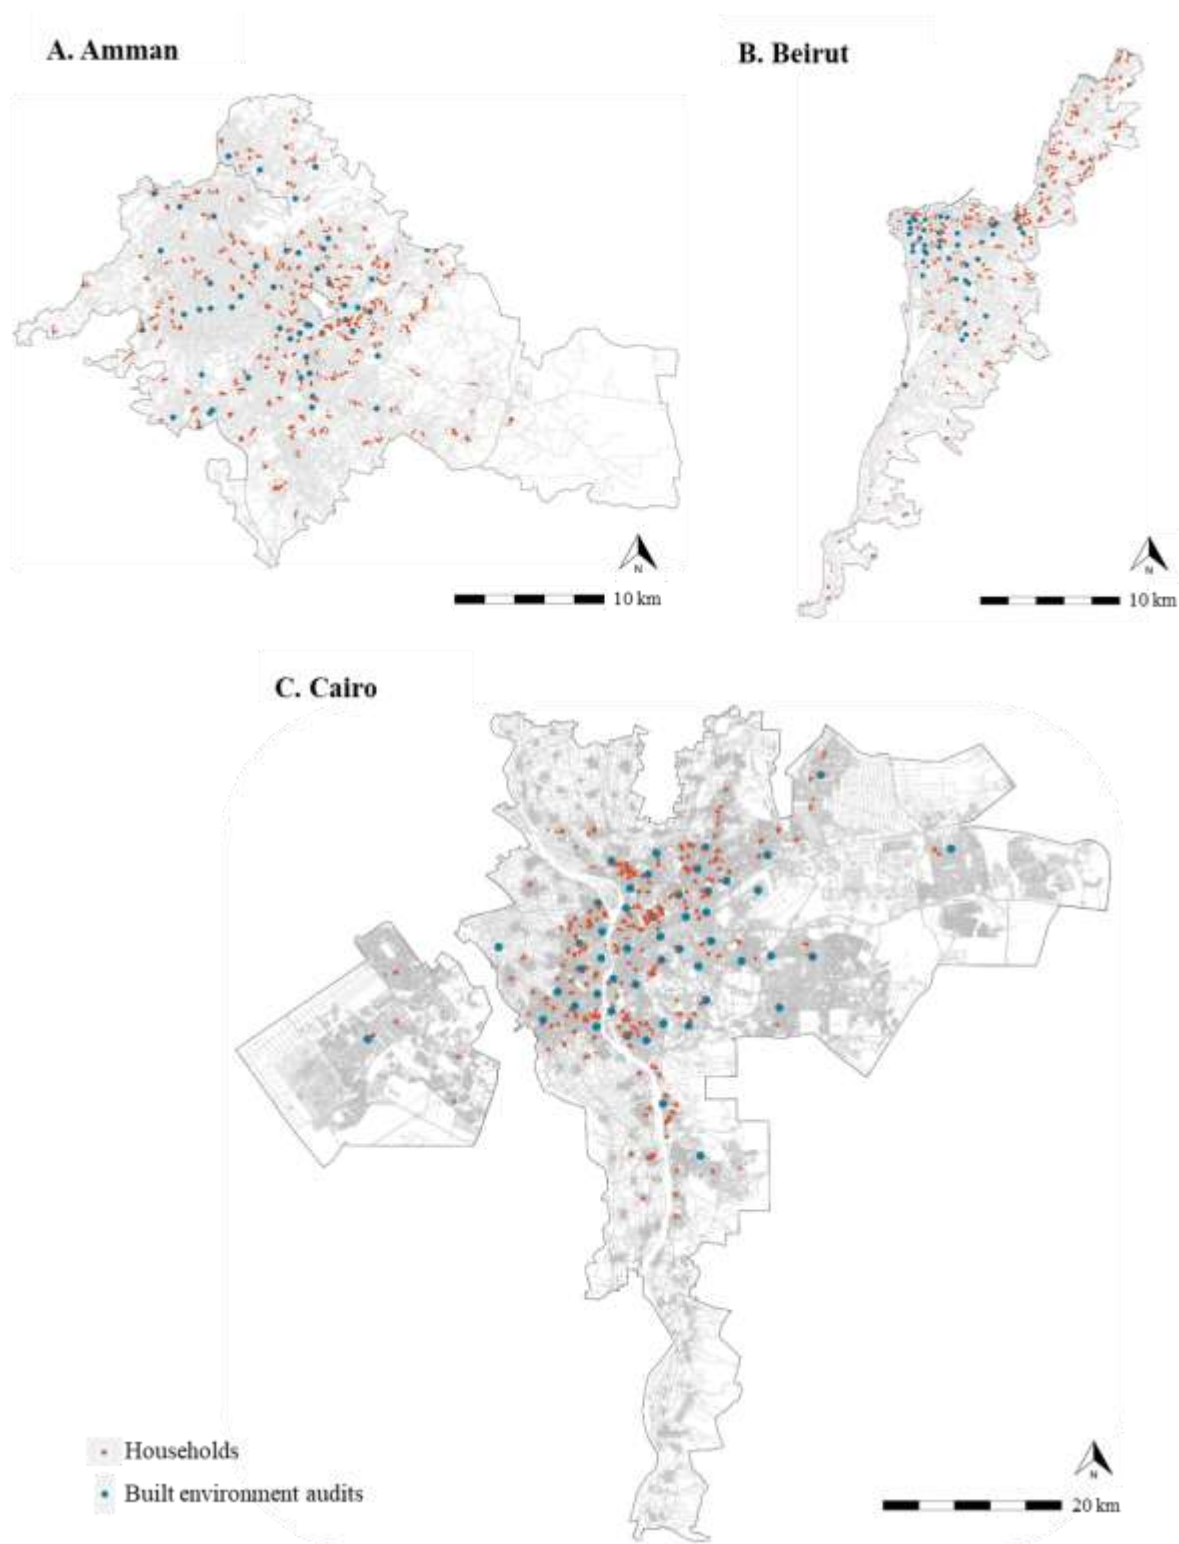 A. Amman
B. Beirut
N
10 km
N
10 km
C. Cairo
Households
Built environment audits
N
20 km